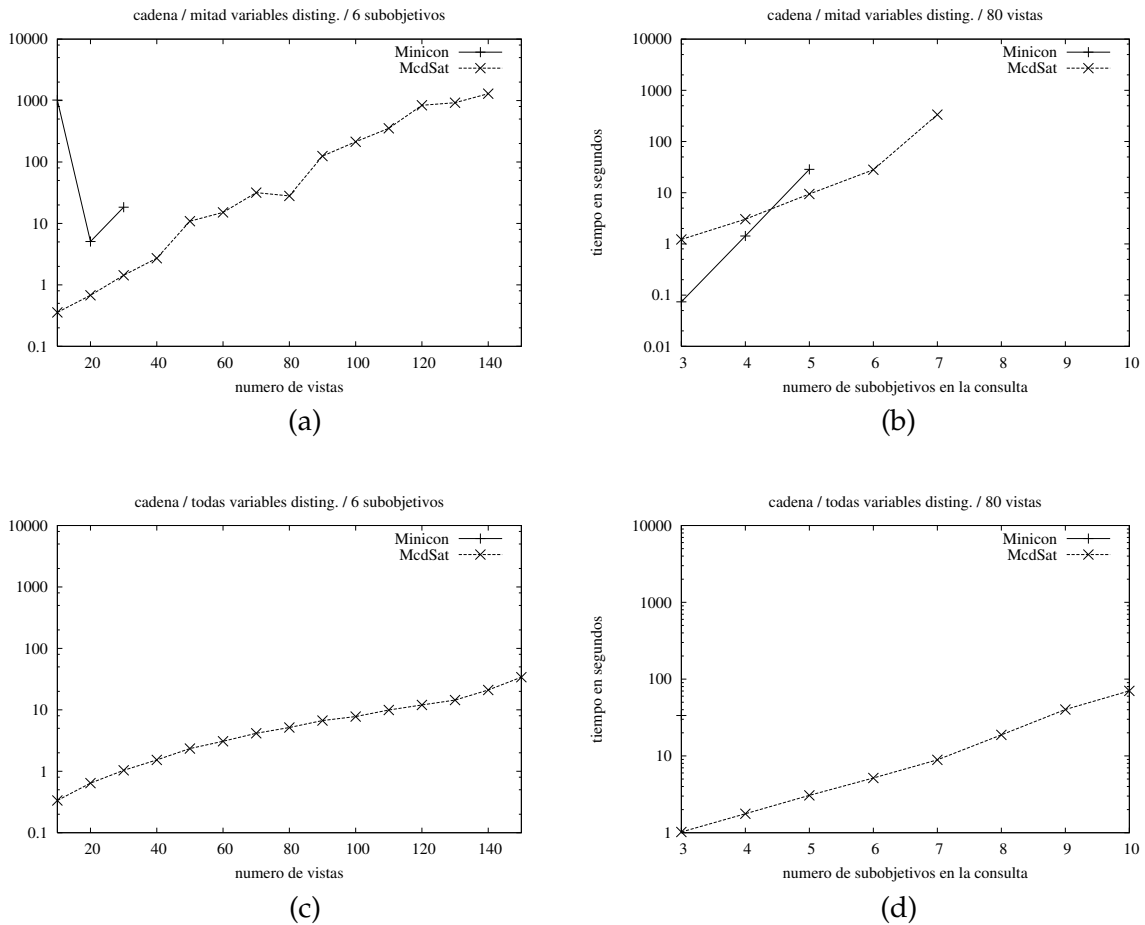 cadena / mitad variables disting. / 6 subobjetivos
10000
1000
100
10
1
0.1
Minicon
McdSat
20 40 60 80 100 120 140
numero de vistas
(a)
cadena / mitad variables disting. / 80 vistas
tiempo en segundos
10000
1000
100
10
1
0.1
0.01
Minicon
McdSat
3 4 5 6 7 8 9 10
numero de subobjetivos en la consulta
(b)
cadena / todas variables disting. / 6 subobjetivos
10000
1000
100
10
1
0.1
Minicon
McdSat
20 40 60 80 100 120 140
numero de vistas
(c)
cadena / todas variables disting. / 80 vistas
tiempo en segundos
10000
1000
100
10
1
Minicon
McdSat
3 4 5 6 7 8 9 10
numero de subobjetivos en la consulta
(d)